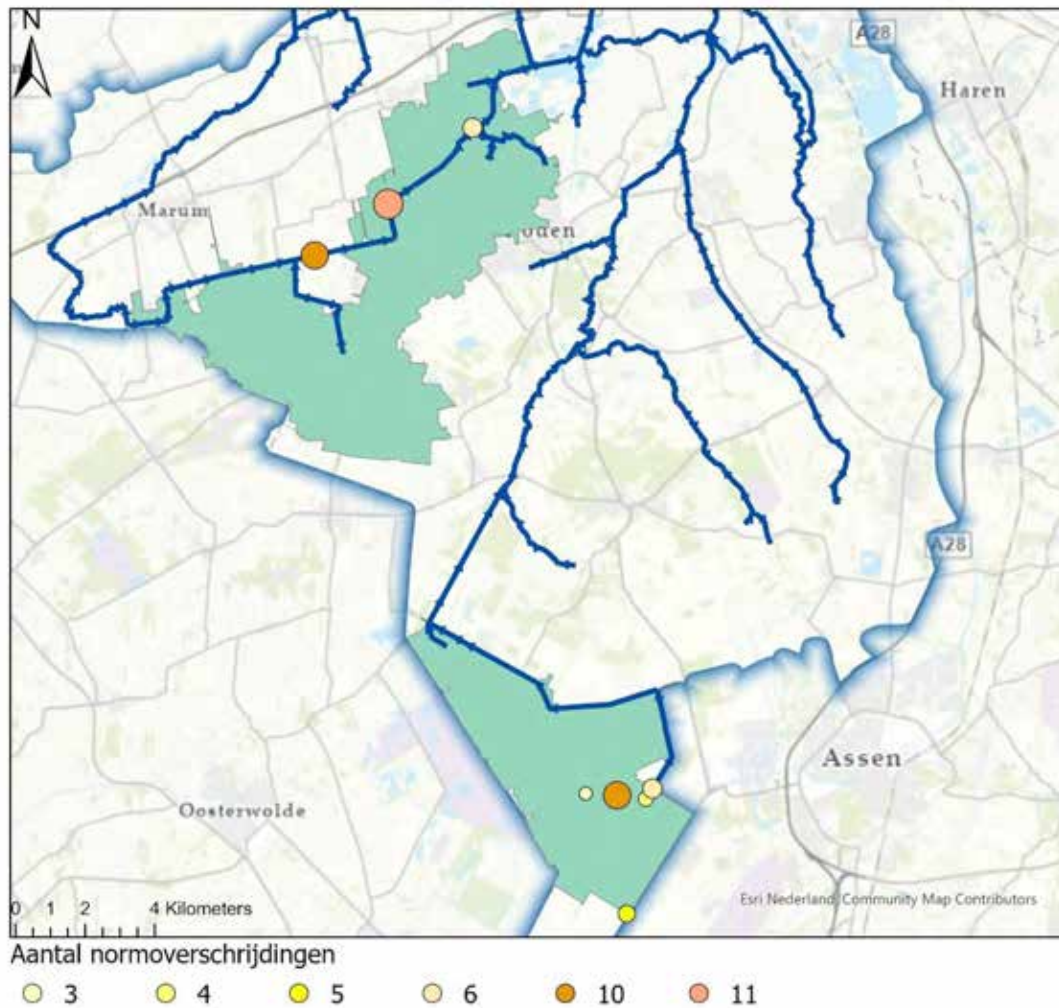 N
A28
Haren
Marum
A28
Assen
Oosterwolde
Esri Nederland, Community Map Contributors
0 1 2 4 Kilometers
Aantal normoverschrijdingen
3 4 5 6 10 11